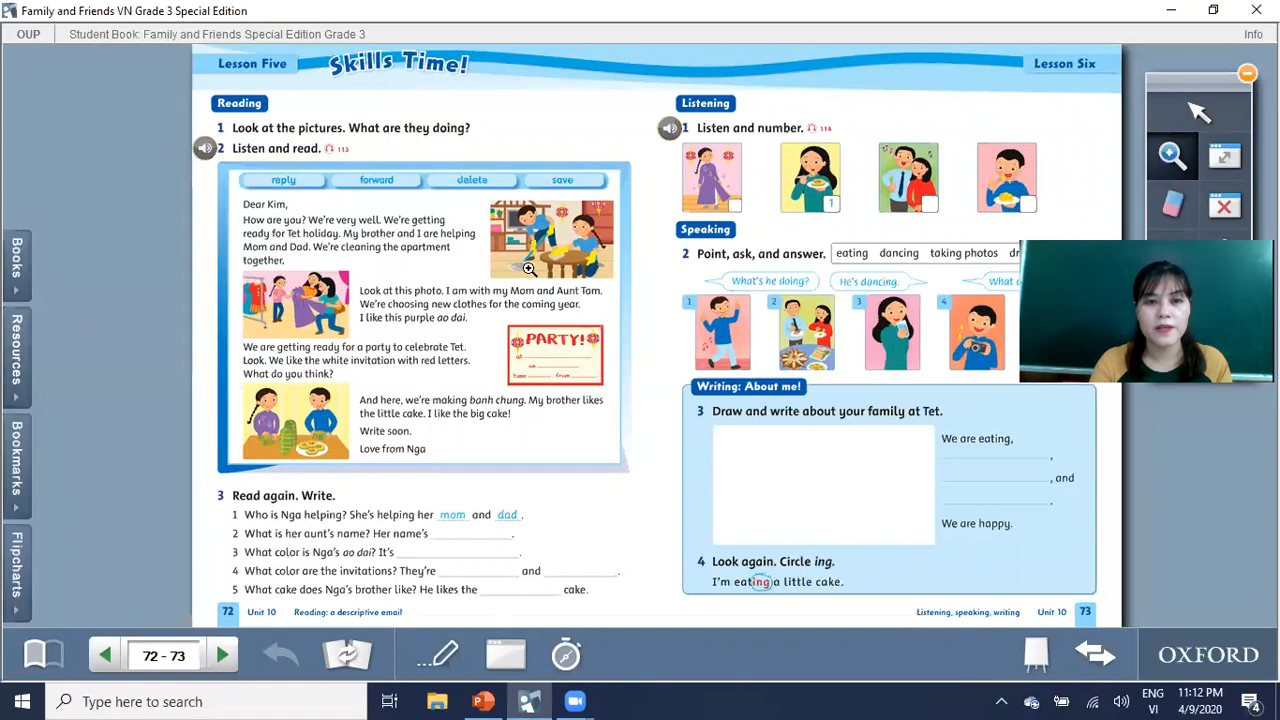 Family and Friends VN Grade 3 Special Edition
OUP
Student Book: Family and Friends Special Edition Grade 3
Info
Books
Resources
Bookmarks
Flipcharts
Lesson Five
Skills Time!
Reading
1 Look at the pictures. What are they doing?
2 Listen and read. 113
reply forward delete save
Dear Kim,
How are you? We're very well. We're getting
ready for Tet holiday. My brother and I are helping
Mom and Dad. We're cleaning the apartment
together.
Look at this photo. I am with my Mom and Aunt Tam.
We're choosing new clothes for the coming year.
I like this purple ao dai.
We are getting ready for a party to celebrate Tet.
Look. We like the white invitation with red letters.
What do you think?
PARTY!
at
on
time from
And here, we're making banh chung. My brother likes
the little cake. I like the big cake!
Write soon.
Love from Nga
3 Read again. Write.
1 Who is Nga helping? She's helping her mom and dad.
2 What is her aunt's name? Her name's .
3 What color is Nga's ao dai? It's .
4 What color are the invitations? They're and .
5 What cake does Nga's brother like? He likes the cake.
72 Unit 10 Reading: a descriptive email
Lesson Six
Listening
1 Listen and number. 114
1
Speaking
2 Point, ask, and answer. eating dancing taking photos
What's he doing? He's dancing. What
1 2 3 4
Writing: About me!
3 Draw and write about your family at Tet.
We are eating,
,
, and
.
We are happy.
4 Look again. Circle ing.
I'm eating a little cake.
Listening, speaking, writing Unit 10 73
72 - 73
OXFORD
Type here to search
ENG
VI
11:12 PM
4/9/2020
4